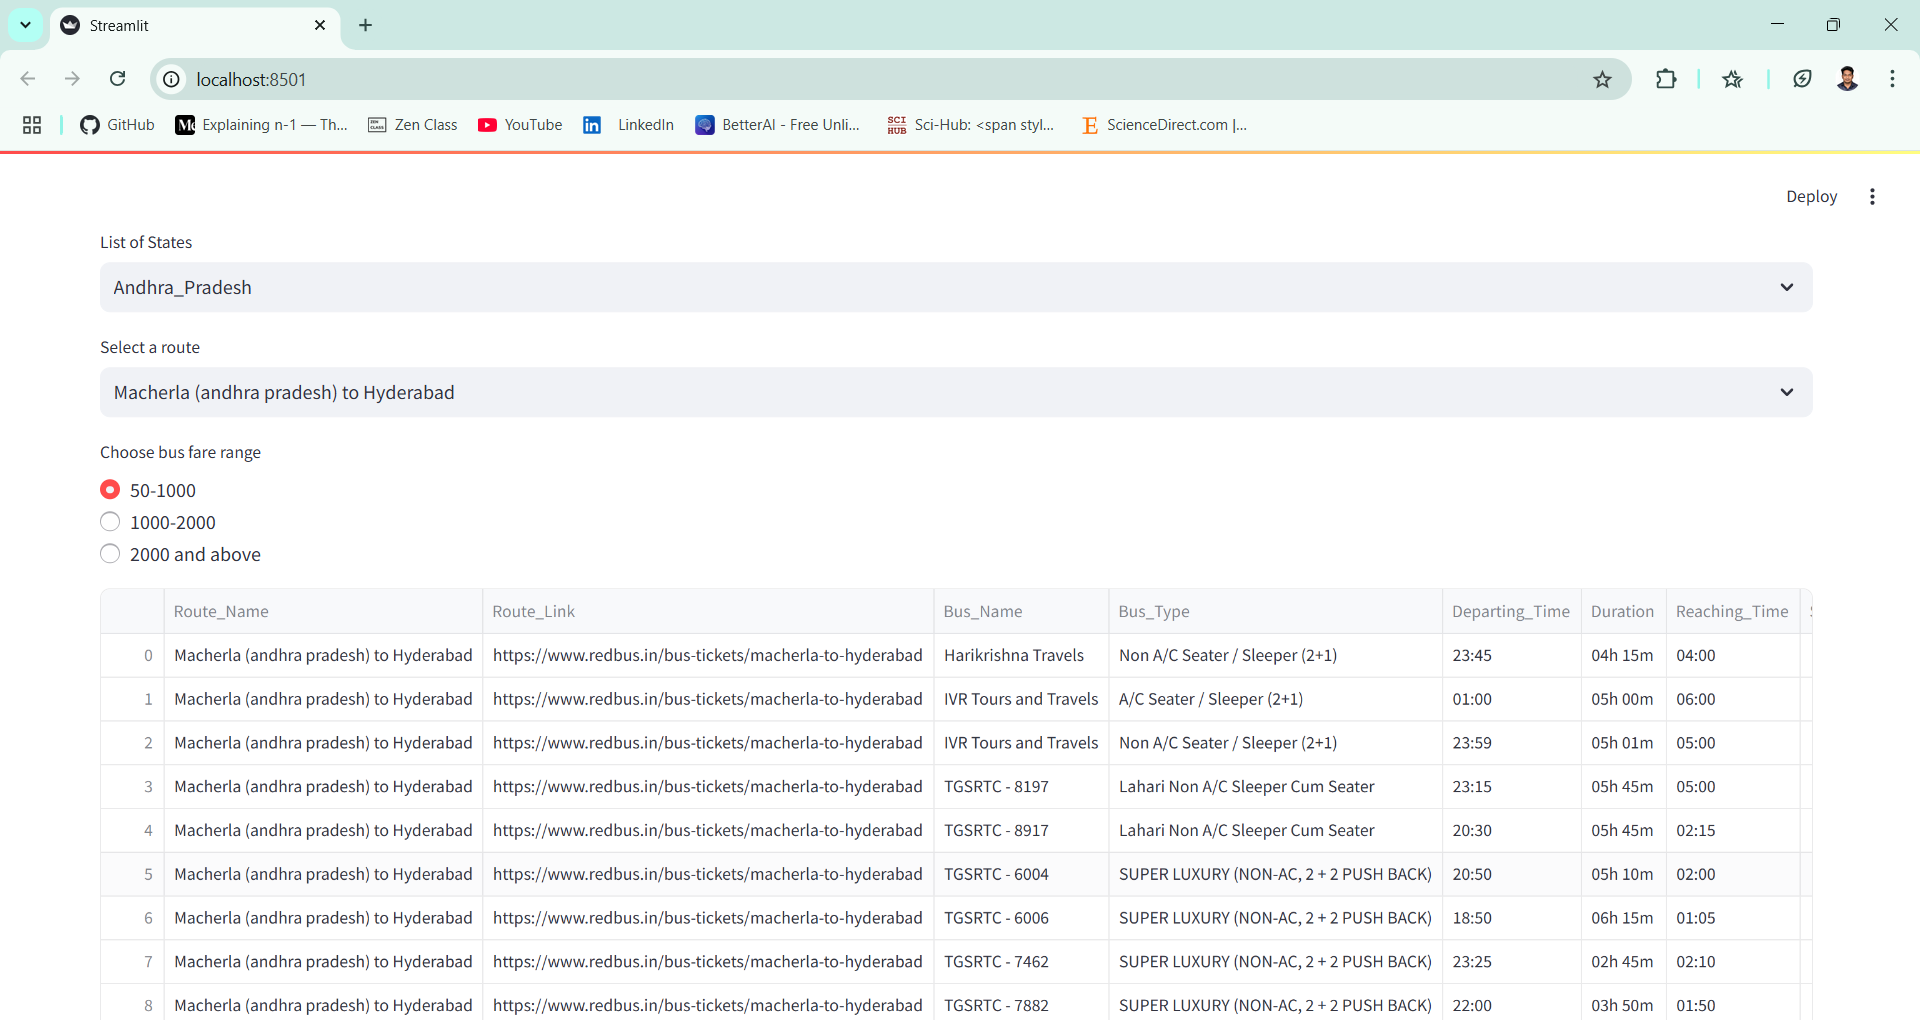 Streamlit
localhost:8501
GitHub Explaining n-1 — Th... Zen Class YouTube LinkedIn BetterAI - Free Unli... SCI HUB Sci-Hub: <span styl... ScienceDirect.com |...
Deploy
List of States
Andhra_Pradesh
Select a route
Macherla (andhra pradesh) to Hyderabad
Choose bus fare range
50-1000
1000-2000
2000 and above
Route_Name Route_Link Bus_Name Bus_Type Departing_Time Duration Reaching_Time
0 Macherla (andhra pradesh) to Hyderabad https://www.redbus.in/bus-tickets/macherla-to-hyderabad Harikrishna Travels Non A/C Seater / Sleeper (2+1) 23:45 04h 15m 04:00
1 Macherla (andhra pradesh) to Hyderabad https://www.redbus.in/bus-tickets/macherla-to-hyderabad IVR Tours and Travels A/C Seater / Sleeper (2+1) 01:00 05h 00m 06:00
2 Macherla (andhra pradesh) to Hyderabad https://www.redbus.in/bus-tickets/macherla-to-hyderabad IVR Tours and Travels Non A/C Seater / Sleeper (2+1) 23:59 05h 01m 05:00
3 Macherla (andhra pradesh) to Hyderabad https://www.redbus.in/bus-tickets/macherla-to-hyderabad TGSRTC - 8197 Lahari Non A/C Sleeper Cum Seater 23:15 05h 45m 05:00
4 Macherla (andhra pradesh) to Hyderabad https://www.redbus.in/bus-tickets/macherla-to-hyderabad TGSRTC - 8917 Lahari Non A/C Sleeper Cum Seater 20:30 05h 45m 02:15
5 Macherla (andhra pradesh) to Hyderabad https://www.redbus.in/bus-tickets/macherla-to-hyderabad TGSRTC - 6004 SUPER LUXURY (NON-AC, 2 + 2 PUSH BACK) 20:50 05h 10m 02:00
6 Macherla (andhra pradesh) to Hyderabad https://www.redbus.in/bus-tickets/macherla-to-hyderabad TGSRTC - 6006 SUPER LUXURY (NON-AC, 2 + 2 PUSH BACK) 18:50 06h 15m 01:05
7 Macherla (andhra pradesh) to Hyderabad https://www.redbus.in/bus-tickets/macherla-to-hyderabad TGSRTC - 7462 SUPER LUXURY (NON-AC, 2 + 2 PUSH BACK) 23:25 02h 45m 02:10
8 Macherla (andhra pradesh) to Hyderabad https://www.redbus.in/bus-tickets/macherla-to-hyderabad TGSRTC - 7882 SUPER LUXURY (NON-AC, 2 + 2 PUSH BACK) 22:00 03h 50m 01:50